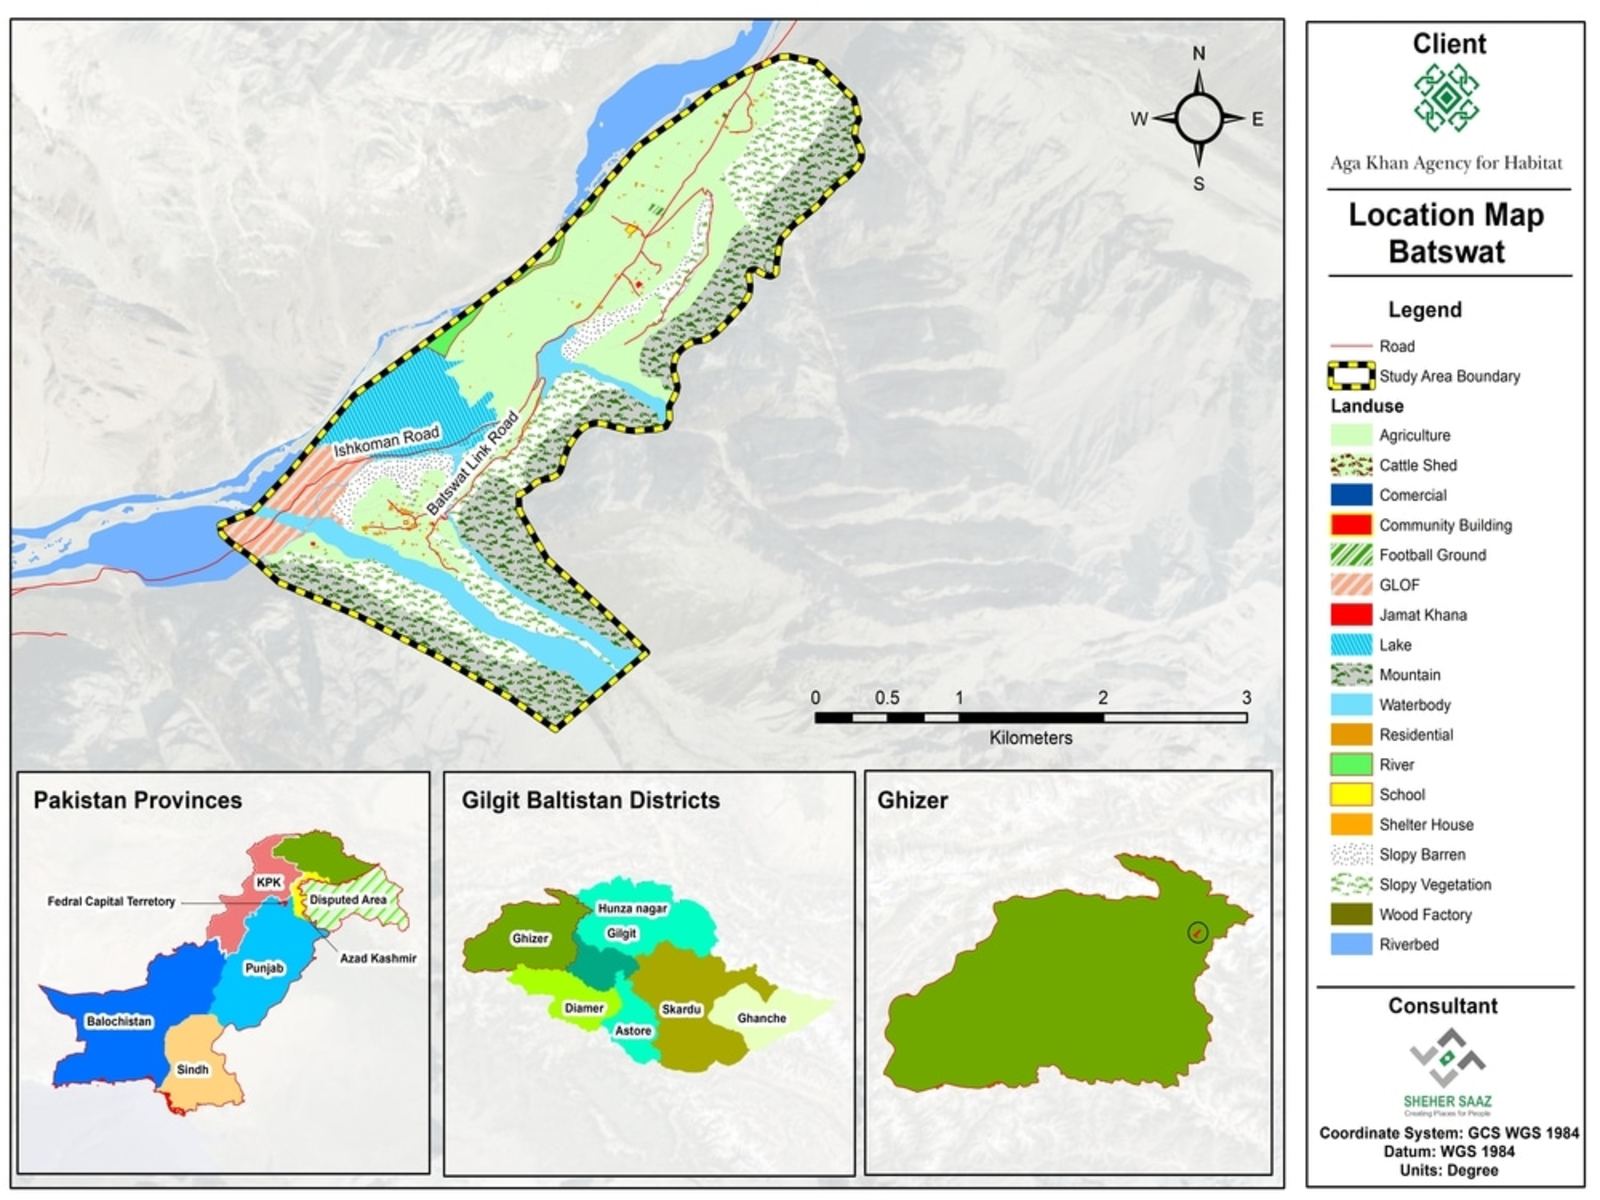 N
W
E
S
Ishkoman Road
Batswat Link Road
0 0.5 1 2 3
Kilometers
Pakistan Provinces
KPK
Fedral Capital Terretory
Disputed Area
Azad Kashmir
Punjab
Balochistan
Sindh
Gilgit Baltistan Districts
Hunza nagar
Ghizer
Gilgit
Diamer
Skardu
Astore
Ghanche
Ghizer
Client
Aga Khan Agency for Habitat
Location Map
Batswat
Legend
Road
Study Area Boundary
Landuse
Agriculture
Cattle Shed
Comercial
Community Building
Football Ground
GLOF
Jamat Khana
Lake
Mountain
Waterbody
Residential
River
School
Shelter House
Slopy Barren
Slopy Vegetation
Wood Factory
Riverbed
Consultant
SHEHER SAAZ
Creating Places for People
Coordinate System: GCS WGS 1984
Datum: WGS 1984
Units: Degree